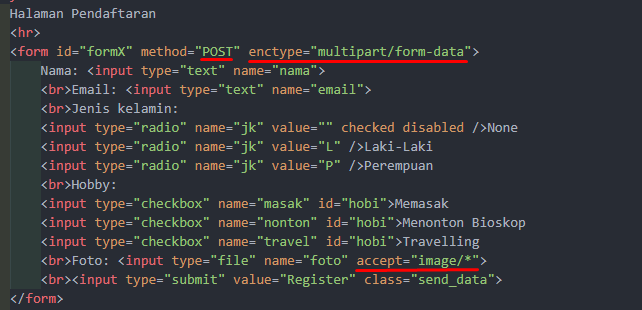 Halaman Pendaftaran
<hr>
<form id="formX" method="POST" enctype="multipart/form-data">
Nama: <input type="text" name="nama">
<br>Email: <input type="text" name="email">
<br>Jenis kelamin:
<input type="radio" name="jk" value="" checked disabled />None
<input type="radio" name="jk" value="L" />Laki-Laki
<input type="radio" name="jk" value="P" />Perempuan
<br>Hobby:
<input type="checkbox" name="masak" id="hobi">Memasak
<input type="checkbox" name="nonton" id="hobi">Menonton Bioskop
<input type="checkbox" name="travel" id="hobi">Travelling
<br>Foto: <input type="file" name="foto" accept="image/*">
<br><input type="submit" value="Register" class="send_data">
</form>